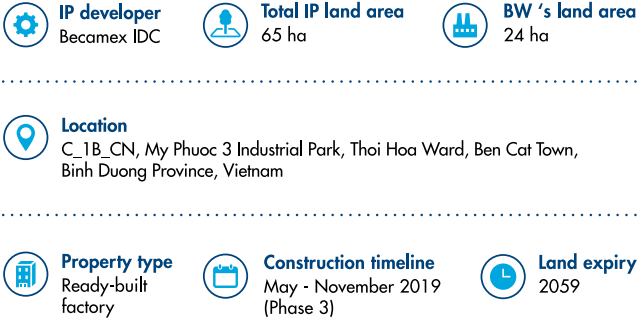 IP developer
Becamex IDC
Total IP land area
65 ha
BW ‘s land area
24 ha
Location
C_1B_CN, My Phuoc 3 Industrial Park, Thoi Hoa Ward, Ben Cat Town,
Binh Duong Province, Vietnam
Property type
Ready-built
factory
Construction timeline
May - November 2019
(Phase 3)
Land expiry
2059